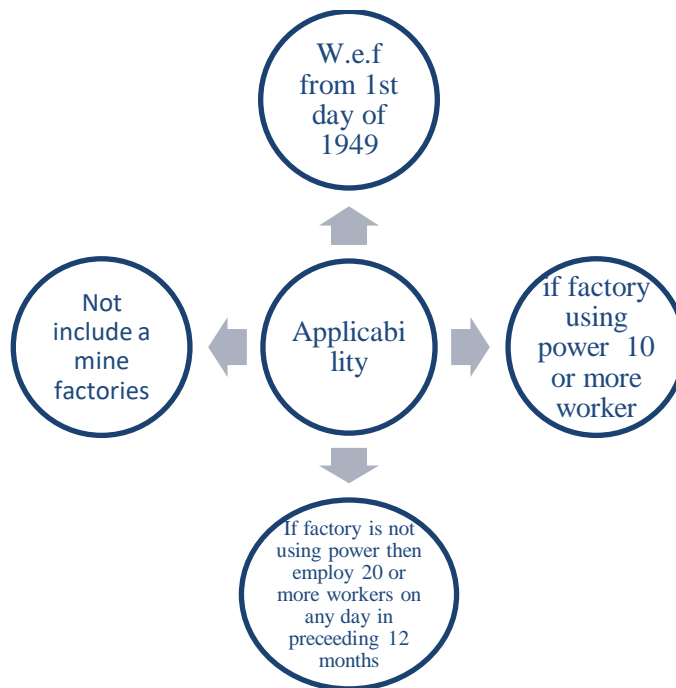 W.e.f
from 1st
day of
1949
Not
include a
mine
factories
Applicabi
lity
if factory
using
power 10
or more
worker
If factory is not
using power then
employ 20 or
more workers on
any day in
preceeding 12
months